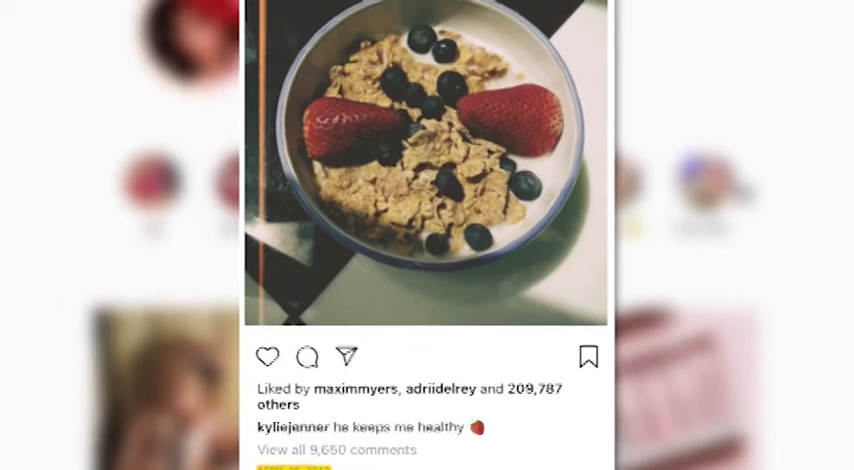 Liked by maximmyers, adriidelrey and 209,787
others
kyliejenner he keeps me healthy 🍓
View all 9,650 comments